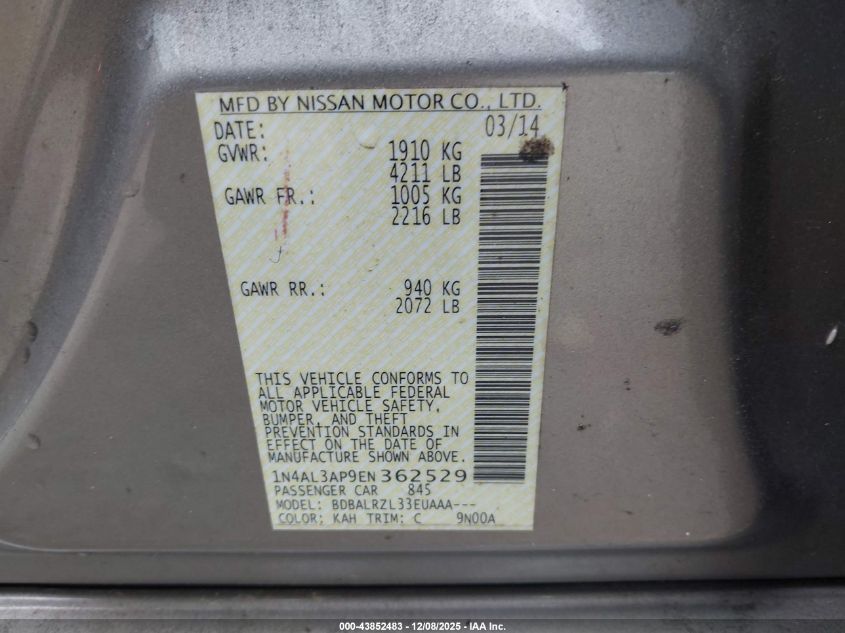 MFD BY NISSAN MOTOR CO., LTD.
DATE: 03/14
GVWR: 1910 KG
4211 LB
GAWR FR.: 1005 KG
2216 LB
GAWR RR.: 940 KG
2072 LB
THIS VEHICLE CONFORMS TO
ALL APPLICABLE FEDERAL
MOTOR VEHICLE SAFETY,
BUMPER, AND THEFT
PREVENTION STANDARDS IN
EFFECT ON THE DATE OF
MANUFACTURE SHOWN ABOVE.
1N4AL3AP9EN362529
PASSENGER CAR 845
MODEL: BDBALRZL33EUAAA---
COLOR: KAH TRIM: C 9N00A
000-43852483 - 12/08/2025 - IAA Inc.